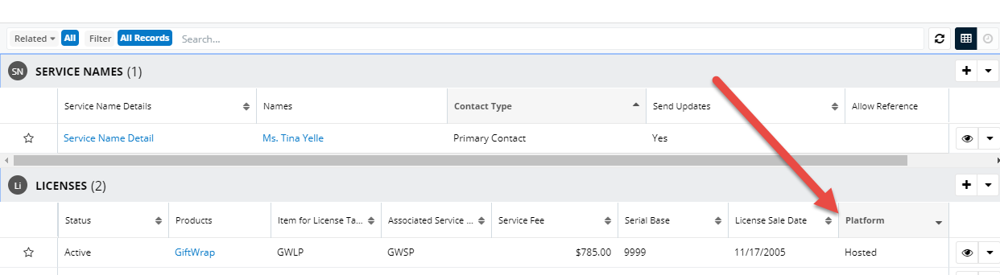 Related All Filter All Records Search...
SN SERVICE NAMES (1)
Service Name Details Names Contact Type Send Updates Allow Reference
Service Name Detail Ms. Tina Yelle Primary Contact Yes
Li LICENSES (2)
Status Products Item for License Ta... Associated Service ... Service Fee Serial Base License Sale Date Platform
Active GiftWrap GWLP GWSP $785.00 9999 11/17/2005 Hosted